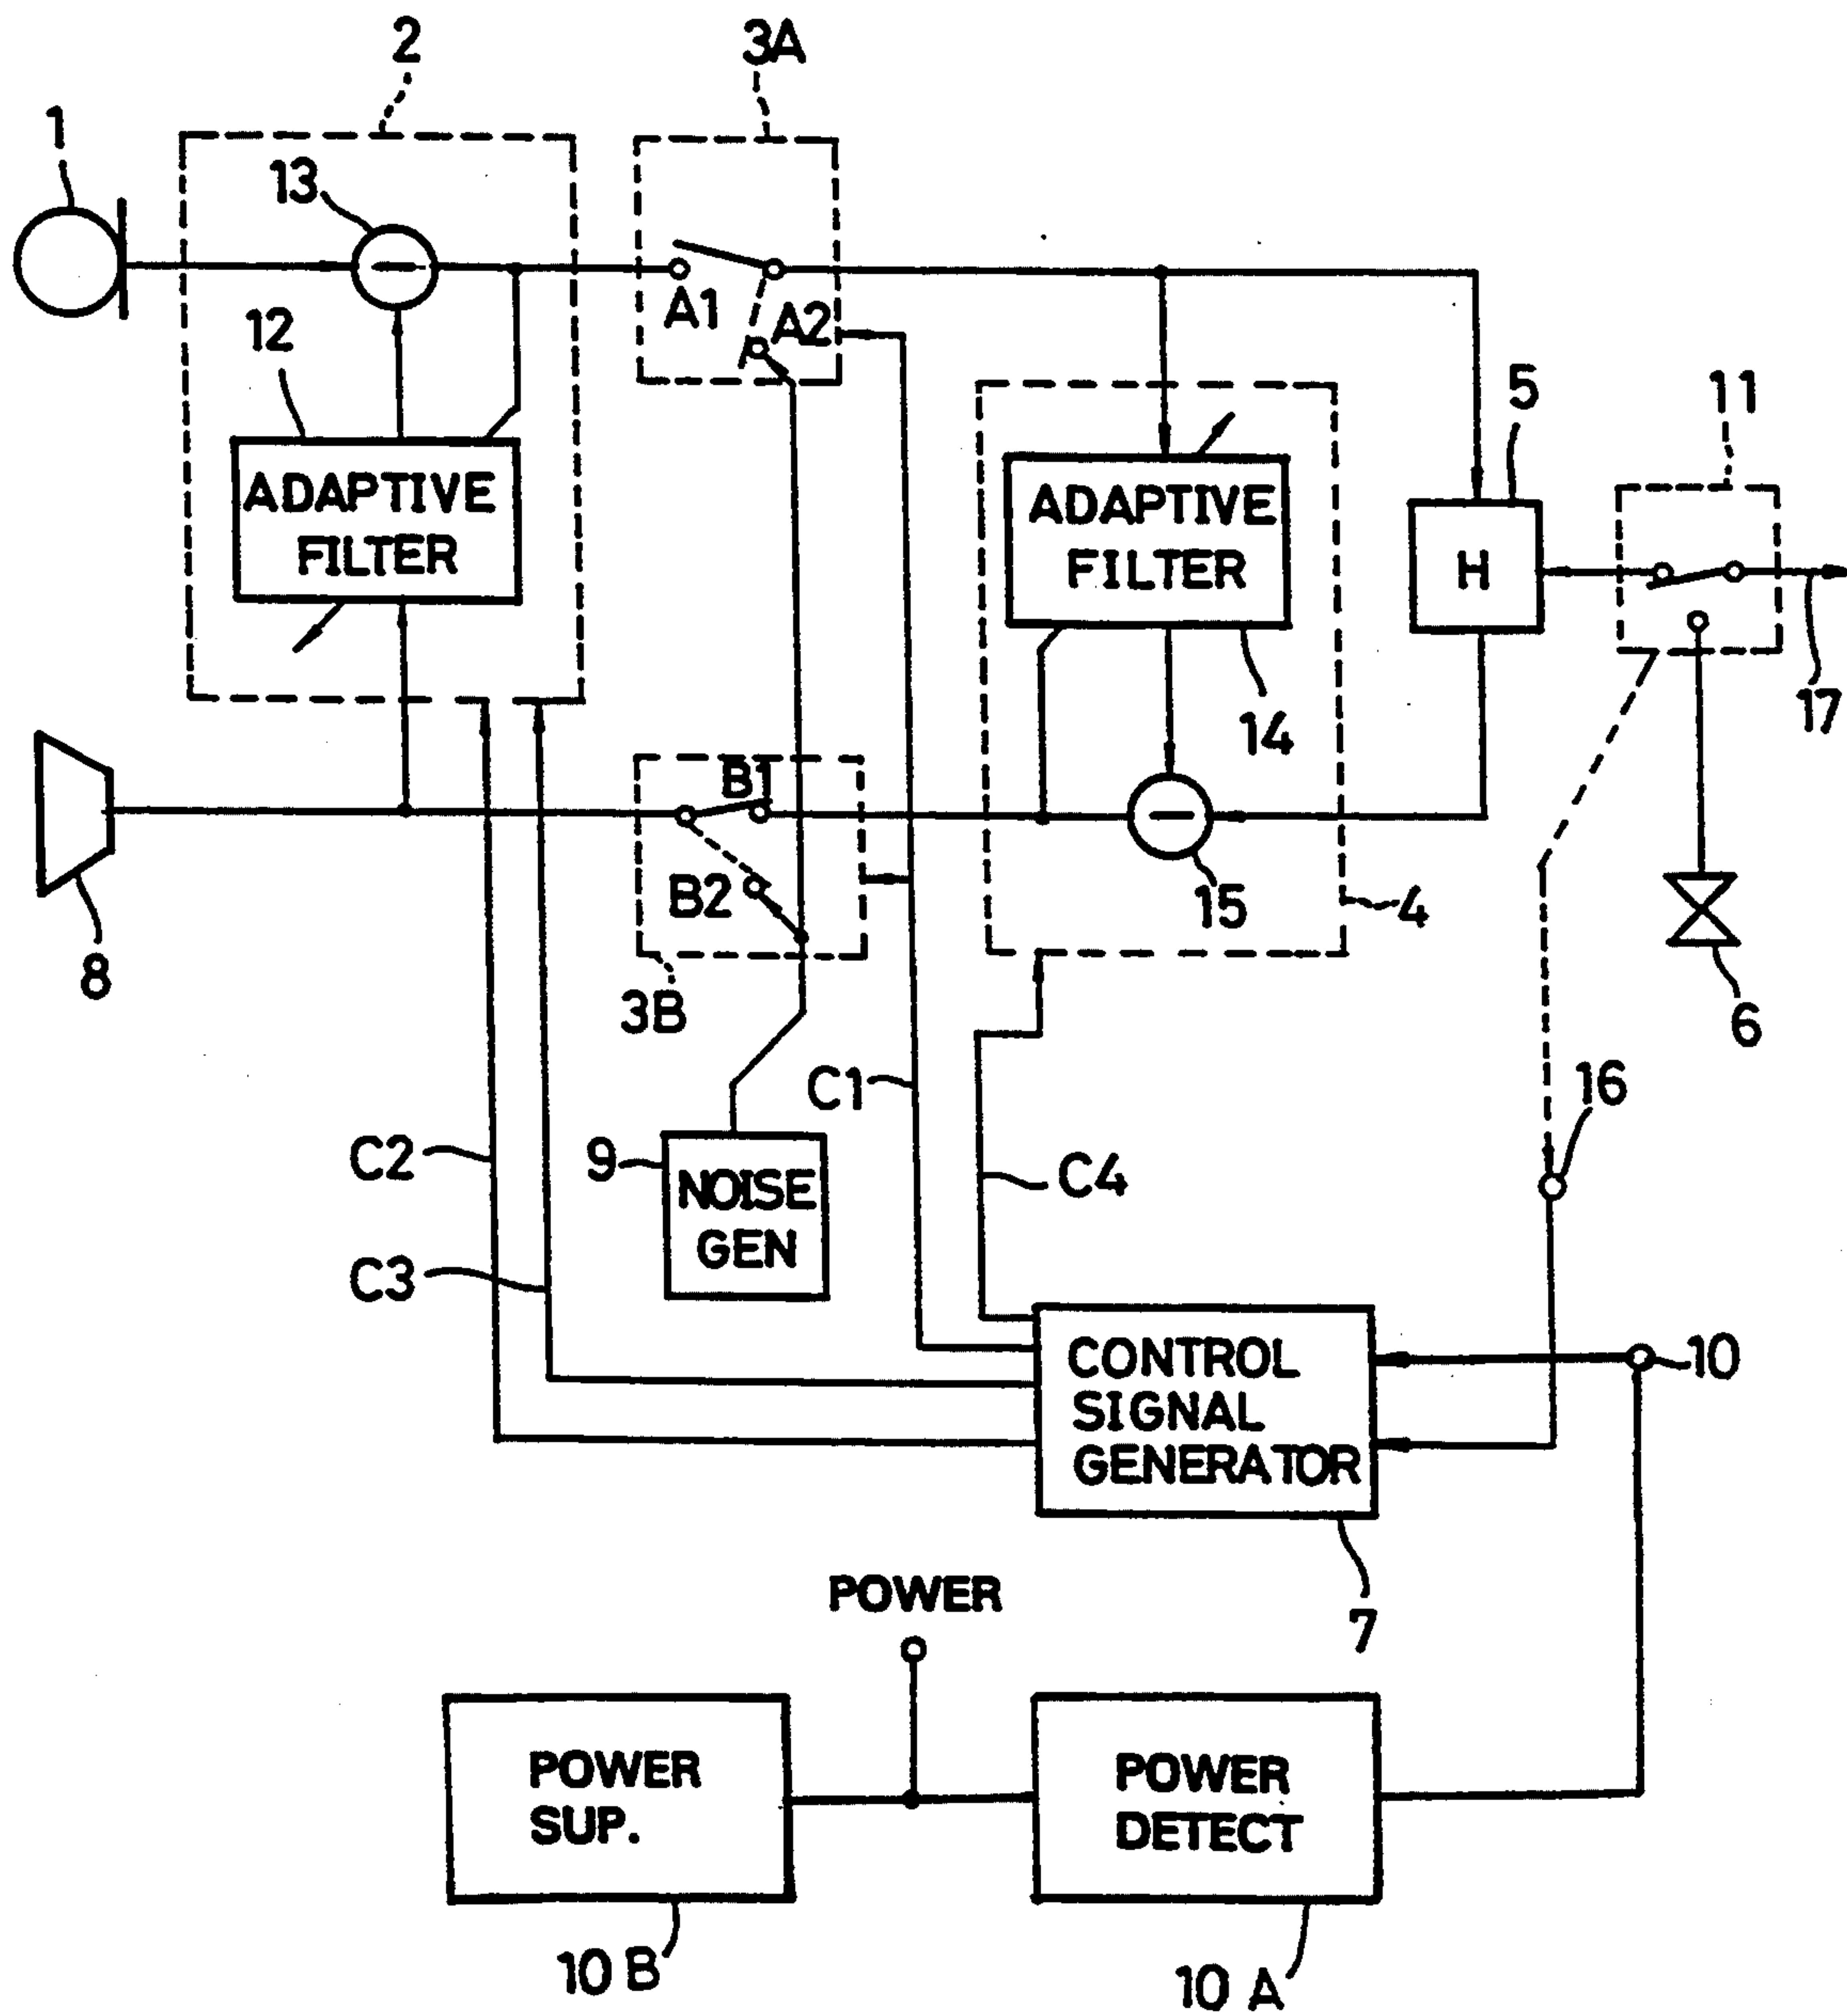 2
3A
1
13
A1
A2
12
5
11
ADAPTIVE
FILTER
ADAPTIVE
FILTER
H
14
17
B1
B2
15
4
8
3B
6
C1
16
C2
9
NOISE
GEN
C4
C3
CONTROL
SIGNAL
GENERATOR
10
7
POWER
POWER
SUP.
POWER
DETECT
10B
10A